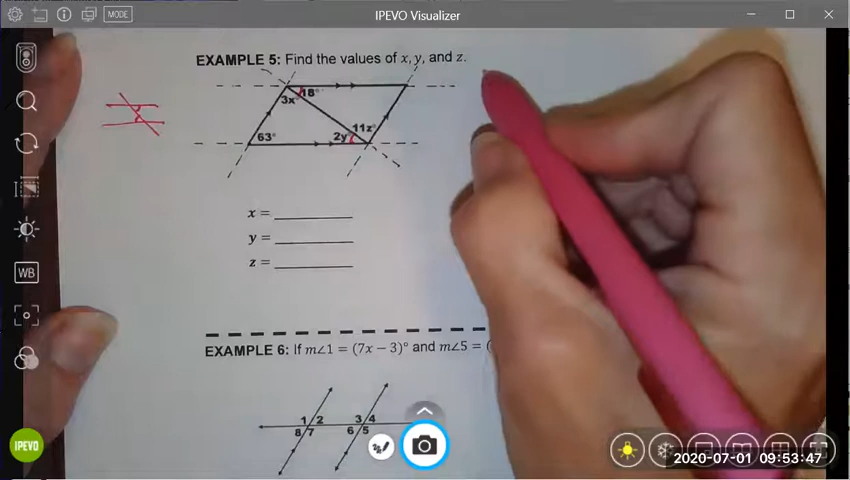 IPEVO Visualizer
MODE
EXAMPLE 5: Find the values of x, y, and z.
18°
3x°
11z°
63°
2y°
x =
y =
z =
WB
EXAMPLE 6: If m∠1 = (7x − 3)° and m∠5 = (
1 2 3 4
8 7 6 5
iPEVO
2020-07-01 09:53:47